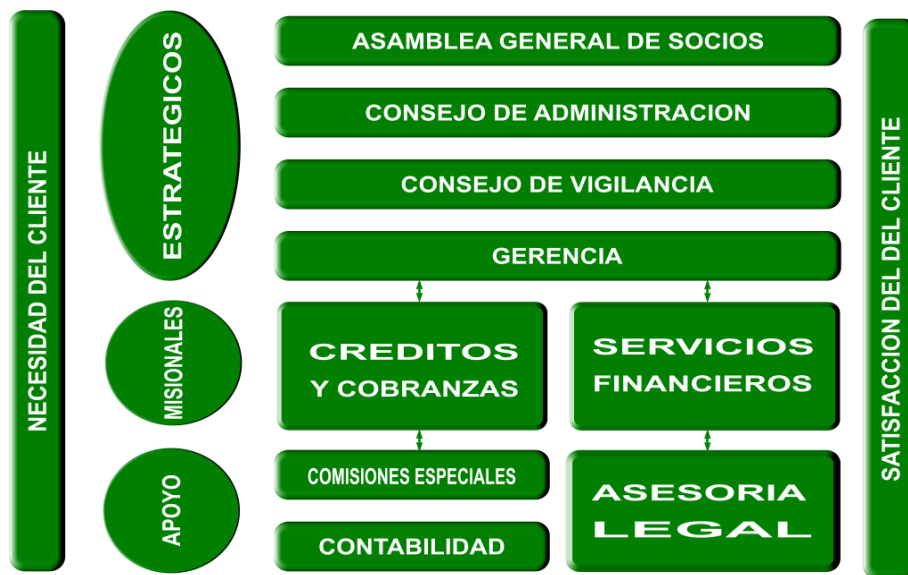 NECESIDAD DEL CLIENTE
ESTRATEGICOS
ASAMBLEA GENERAL DE SOCIOS
CONSEJO DE ADMINISTRACION
CONSEJO DE VIGILANCIA
GERENCIA
MISIONALES
CREDITOS
Y COBRANZAS
SERVICIOS
FINANCIEROS
APOYO
COMISIONES ESPECIALES
CONTABILIDAD
ASESORIA
LEGAL
SATISFACCION DEL DEL CLIENTE